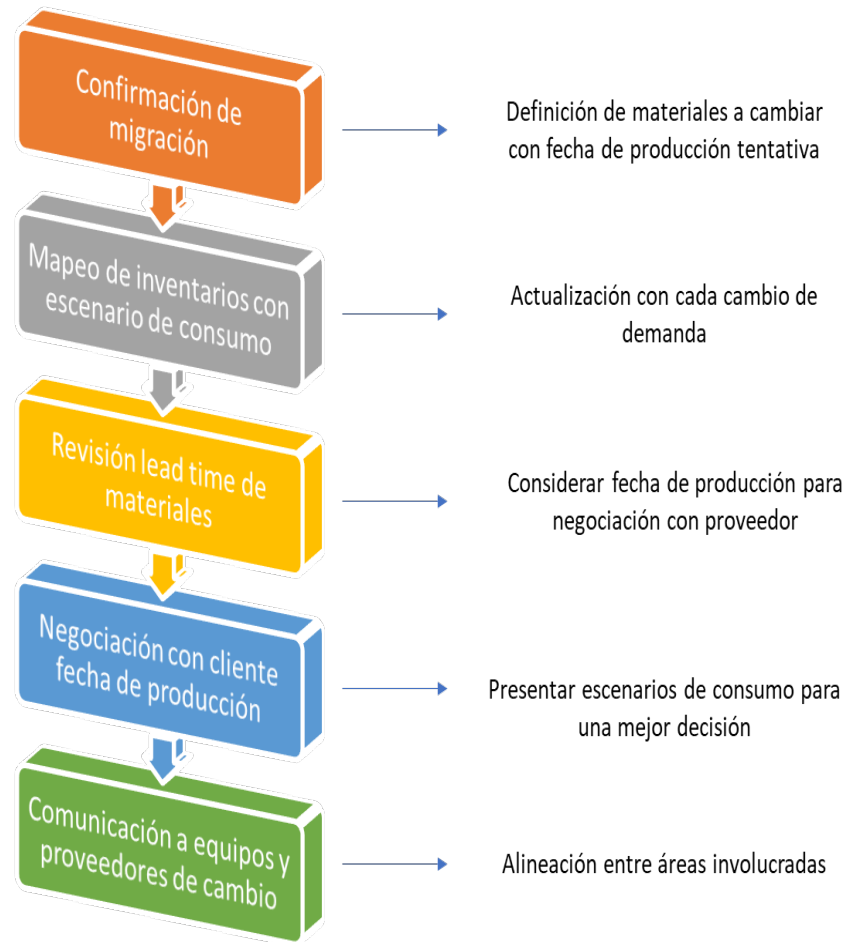 Confirmación de
migración
Definición de materiales a cambiar
con fecha de producción tentativa
Mapeo de inventarios con
escenario de consumo
Actualización con cada cambio de
demanda
Revisión lead time de
materiales
Considerar fecha de producción para
negociación con proveedor
Negociación con cliente
fecha de producción
Presentar escenarios de consumo para
una mejor decisión
Comunicación a equipos y
proveedores de cambio
Alineación entre áreas involucradas